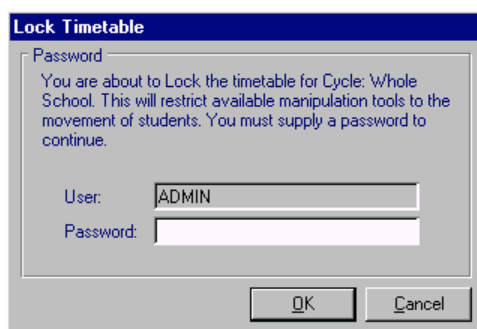 Lock Timetable
Password
You are about to Lock the timetable for Cycle: Whole
School. This will restrict available manipulation tools to the
movement of students. You must supply a password to
continue.
User: ADMIN
Password:
OK Cancel